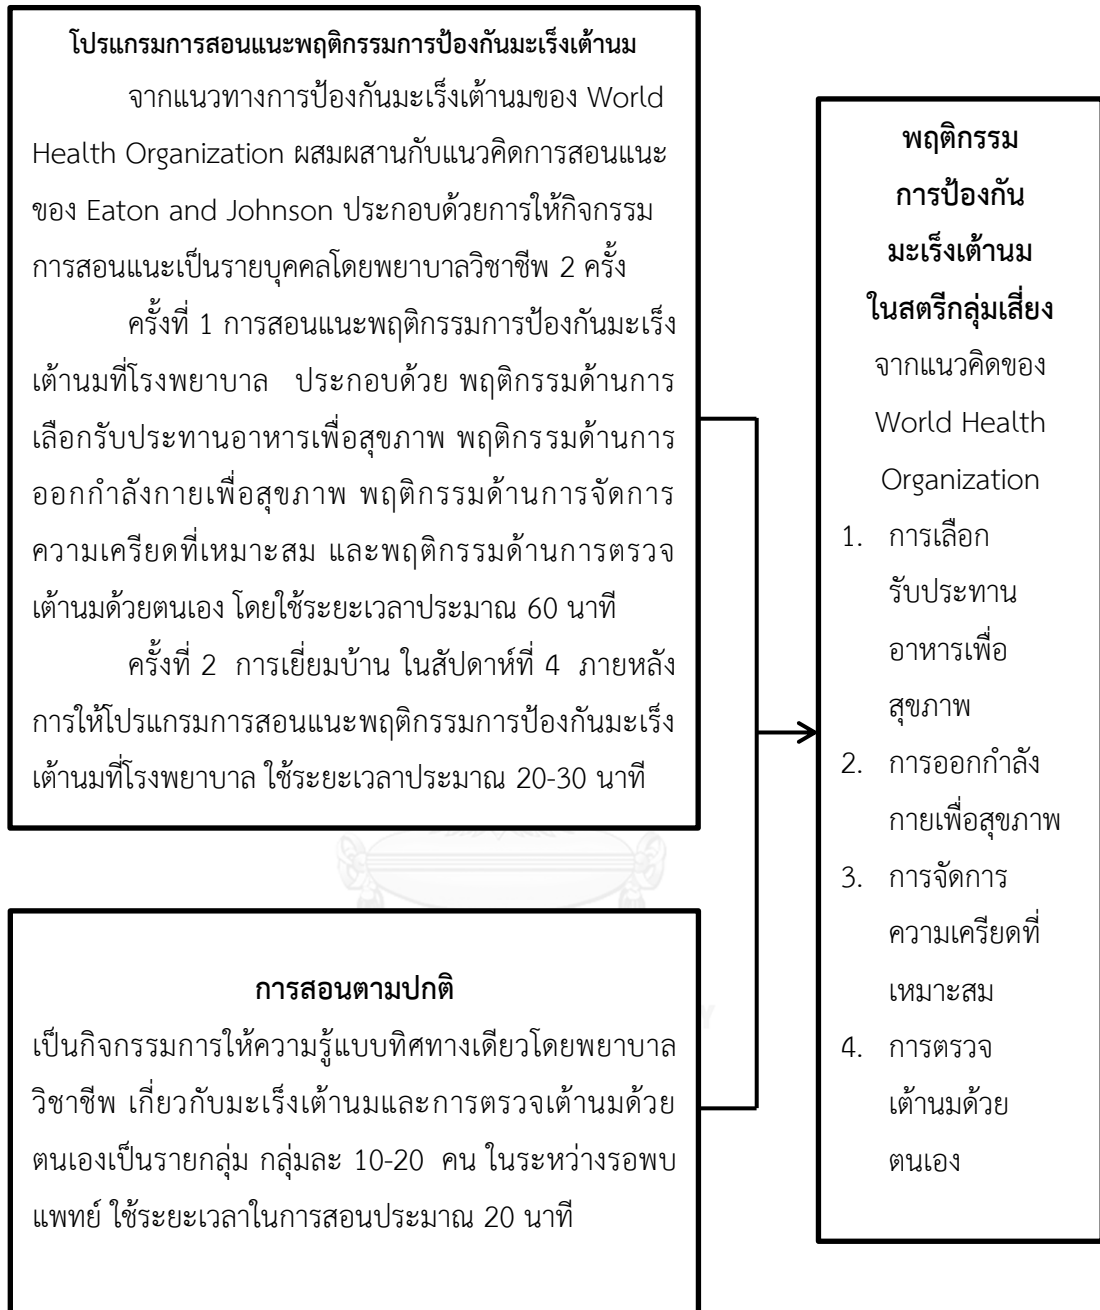 โปรแกรมการสอนแนะพฤติกรรมการป้องกันมะเร็งเต้านม
จากแนวทางการป้องกันมะเร็งเต้านมของ World
Health Organization ผสมผสานกับแนวคิดการสอนแนะ
ของ Eaton and Johnson ประกอบด้วยการให้กิจกรรม
การสอนแนะเป็นรายบุคคลโดยพยาบาลวิชาชีพ 2 ครั้ง
ครั้งที่ 1 การสอนแนะพฤติกรรมการป้องกันมะเร็ง
เต้านมที่โรงพยาบาล ประกอบด้วย พฤติกรรมด้านการ
เลือกรับประทานอาหารเพื่อสุขภาพ พฤติกรรมด้านการ
ออกกำลังกายเพื่อสุขภาพ พฤติกรรมด้านการจัดการ
ความเครียดที่เหมาะสม และพฤติกรรมด้านการตรวจ
เต้านมด้วยตนเอง โดยใช้ระยะเวลาประมาณ 60 นาที
ครั้งที่ 2 การเยี่ยมบ้าน ในสัปดาห์ที่ 4 ภายหลัง
การให้โปรแกรมการสอนแนะพฤติกรรมการป้องกันมะเร็ง
เต้านมที่โรงพยาบาล ใช้ระยะเวลาประมาณ 20-30 นาที
การสอนตามปกติ
เป็นกิจกรรมการให้ความรู้แบบทิศทางเดียวโดยพยาบาล
วิชาชีพ เกี่ยวกับมะเร็งเต้านมและการตรวจเต้านมด้วย
ตนเองเป็นรายกลุ่ม กลุ่มละ 10-20 คน ในระหว่างรอพบ
แพทย์ ใช้ระยะเวลาในการสอนประมาณ 20 นาที
พฤติกรรม
การป้องกัน
มะเร็งเต้านม
ในสตรีกลุ่มเสี่ยง
จากแนวคิดของ
World Health
Organization
1. การเลือก
รับประทาน
อาหารเพื่อ
สุขภาพ
2. การออกกำลัง
กายเพื่อสุขภาพ
3. การจัดการ
ความเครียดที่
เหมาะสม
4. การตรวจ
เต้านมด้วย
ตนเอง